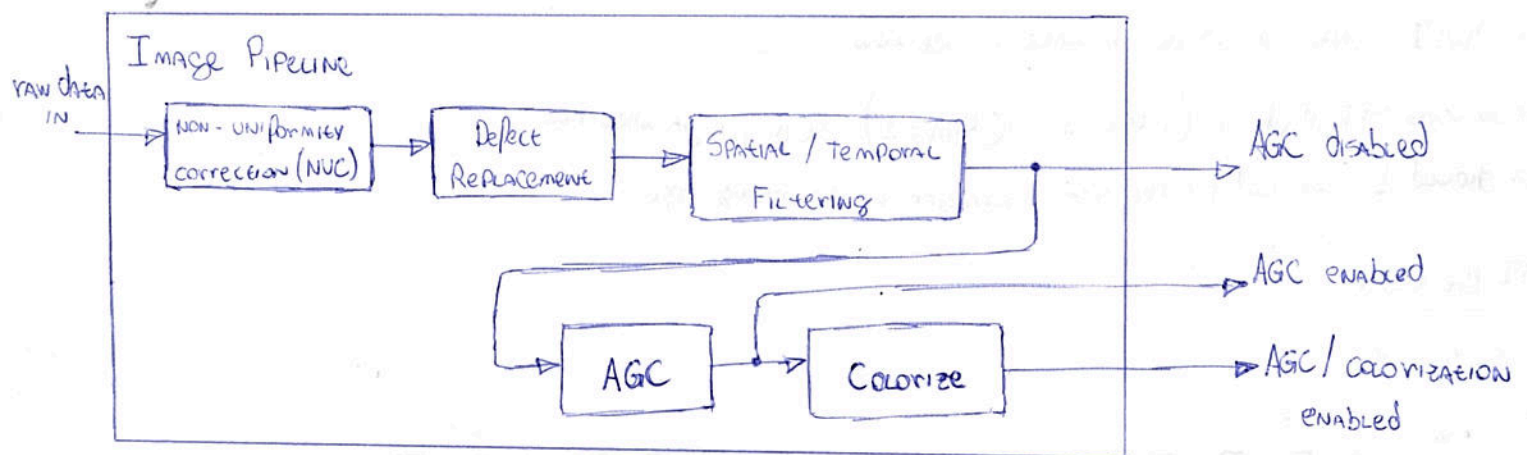 Image Pipeline
raw data
IN
non-uniformity
correction (NUC)
Defect
Replacement
Spatial / Temporal
Filtering
AGC disabled
AGC enabled
AGC
Colorize
AGC / colorization
enabled